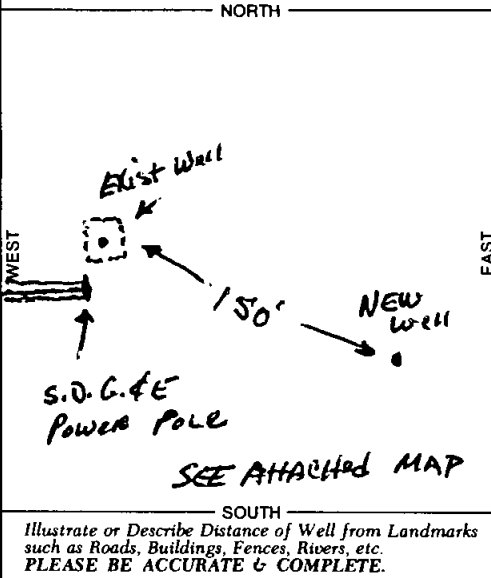 NORTH
Exist Well
WEST
EAST
150'
NEW
well
S.D.G.&E
Power Pole
SEE Attached MAP
SOUTH
Illustrate or Describe Distance of Well from Landmarks
such as Roads, Buildings, Fences, Rivers, etc.
PLEASE BE ACCURATE & COMPLETE.